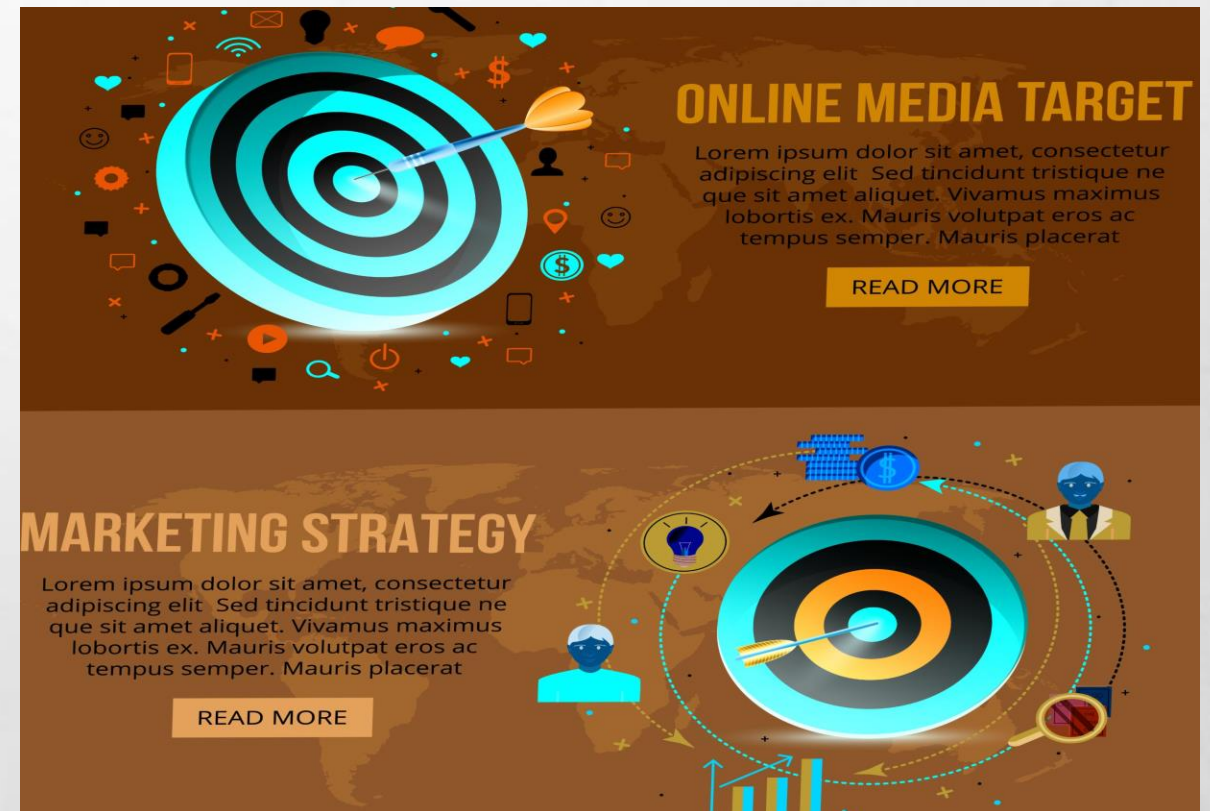 ONLINE MEDIA TARGET
Lorem ipsum dolor sit amet, consectetur
adipiscing elit Sed tincidunt tristique ne
que sit amet aliquet. Vivamus maximus
lobortis ex. Mauris volutpat eros ac
tempus semper. Mauris placerat
READ MORE
MARKETING STRATEGY
Lorem ipsum dolor sit amet, consectetur
adipiscing elit Sed tincidunt tristique ne
que sit amet aliquet. Vivamus maximus
lobortis ex. Mauris volutpat eros ac
tempus semper. Mauris placerat
READ MORE